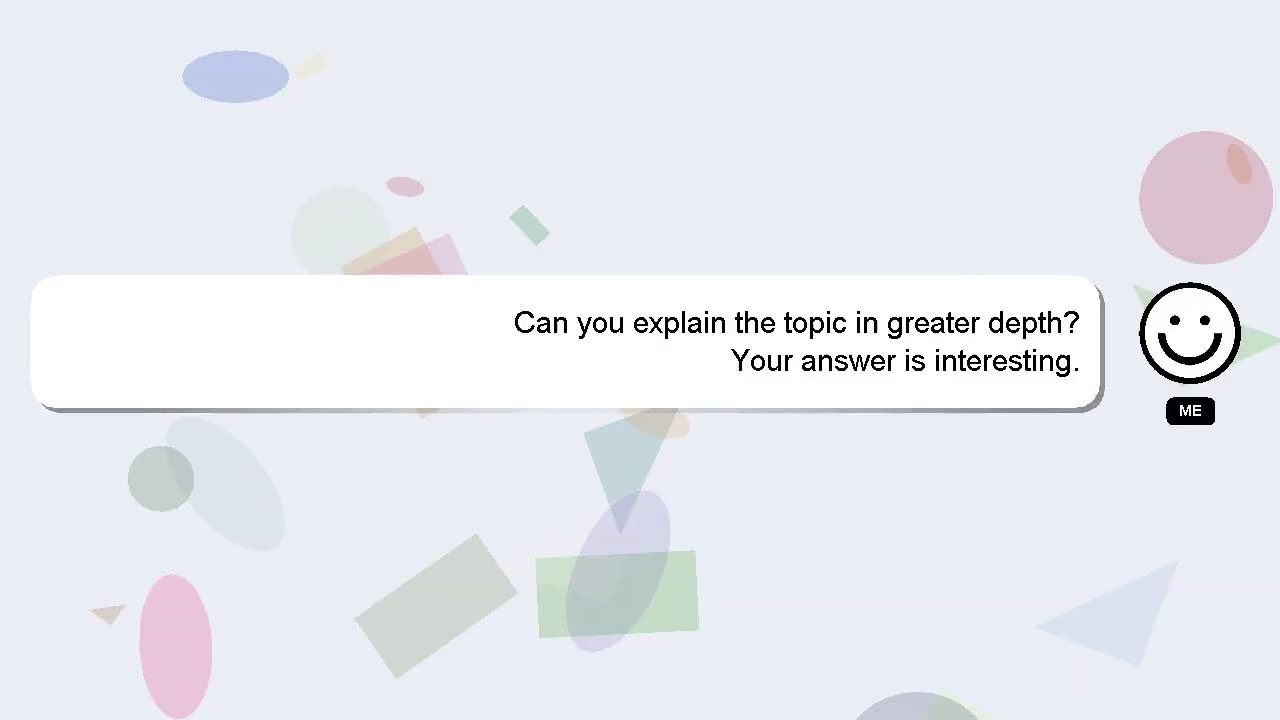 Can you explain the topic in greater depth?
Your answer is interesting.
ME